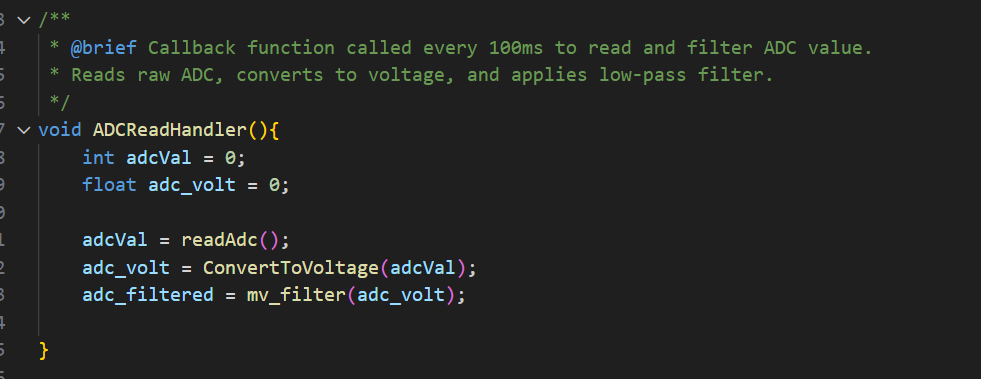 /**
* @brief Callback function called every 100ms to read and filter ADC value.
* Reads raw ADC, converts to voltage, and applies low-pass filter.
*/
void ADCReadHandler(){
int adcVal = 0;
float adc_volt = 0;
adcVal = readAdc();
adc_volt = ConvertToVoltage(adcVal);
adc_filtered = mv_filter(adc_volt);
}